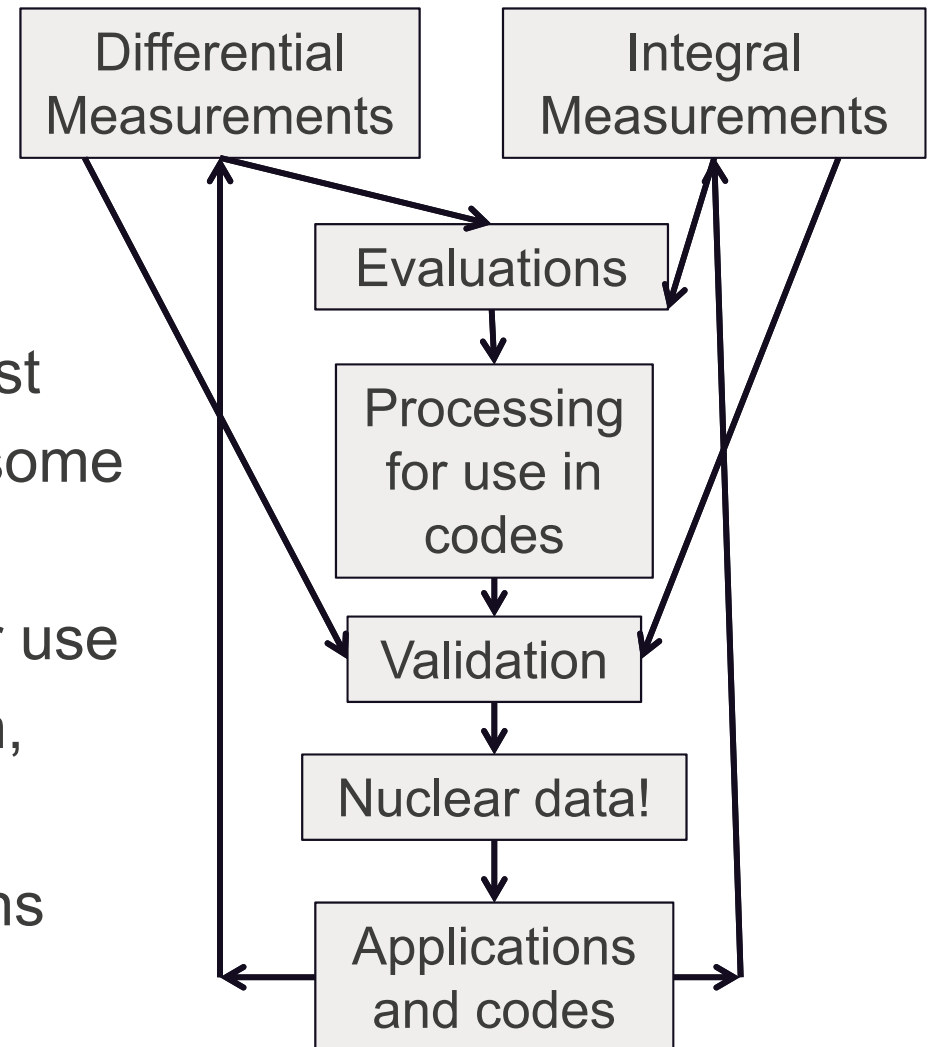 Differential
Measurements
Integral
Measurements
Evaluations
st
some
Processing
for use in
codes
r use
Validation
,
Nuclear data!
ns
Applications
and codes